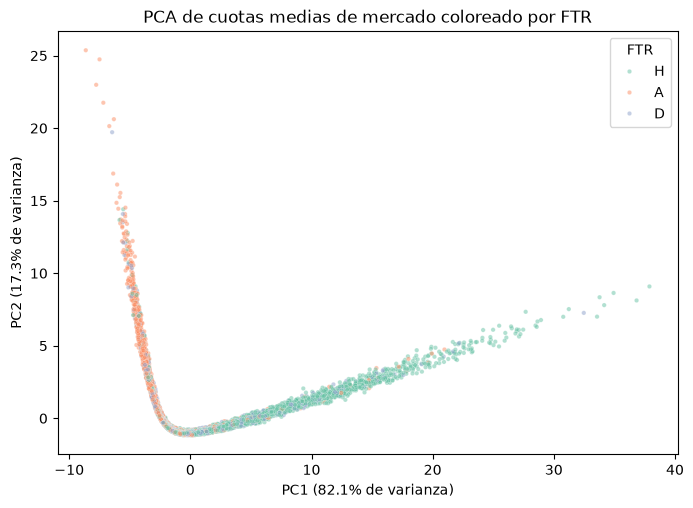 PCA de cuotas medias de mercado coloreado por FTR
PC2 (17.3% de varianza)
25
20
15
10
5
0
−10
0
10
20
30
40
PC1 (82.1% de varianza)
FTR
H
A
D